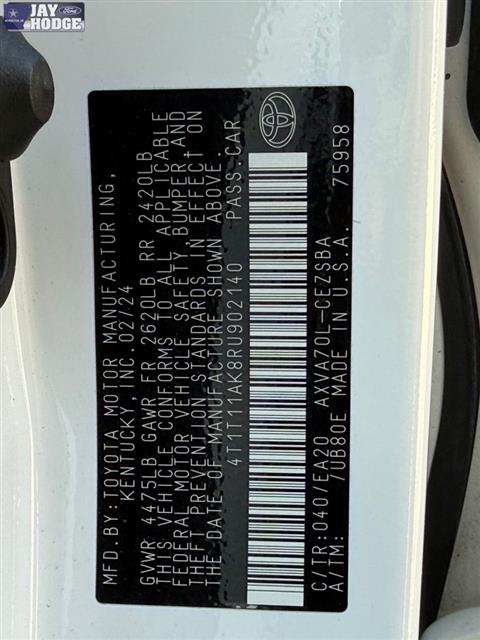 JAY
Ford
HODGE
MFD. BY:TOYOTA MOTOR MANUFACTURING,
KENTUCKY, INC. 02/24
GVWR 4475LB GAWR FR 2620LB RR 2420LB
THIS VEHICLE CONFORMS TO ALL APPLICABLE
FEDERAL MOTOR VEHICLE SAFETY, BUMPER, AND
THEFT PREVENTION STANDARDS IN EFFECT ON
THE DATE OF MANUFACTURE SHOWN ABOVE.
4T1T11AK8RU902140 PASS.CAR
C/TR: 040/EA20 AXVA70L-CEZSBA
A/TM: /UB80E MADE IN U.S.A. 75958